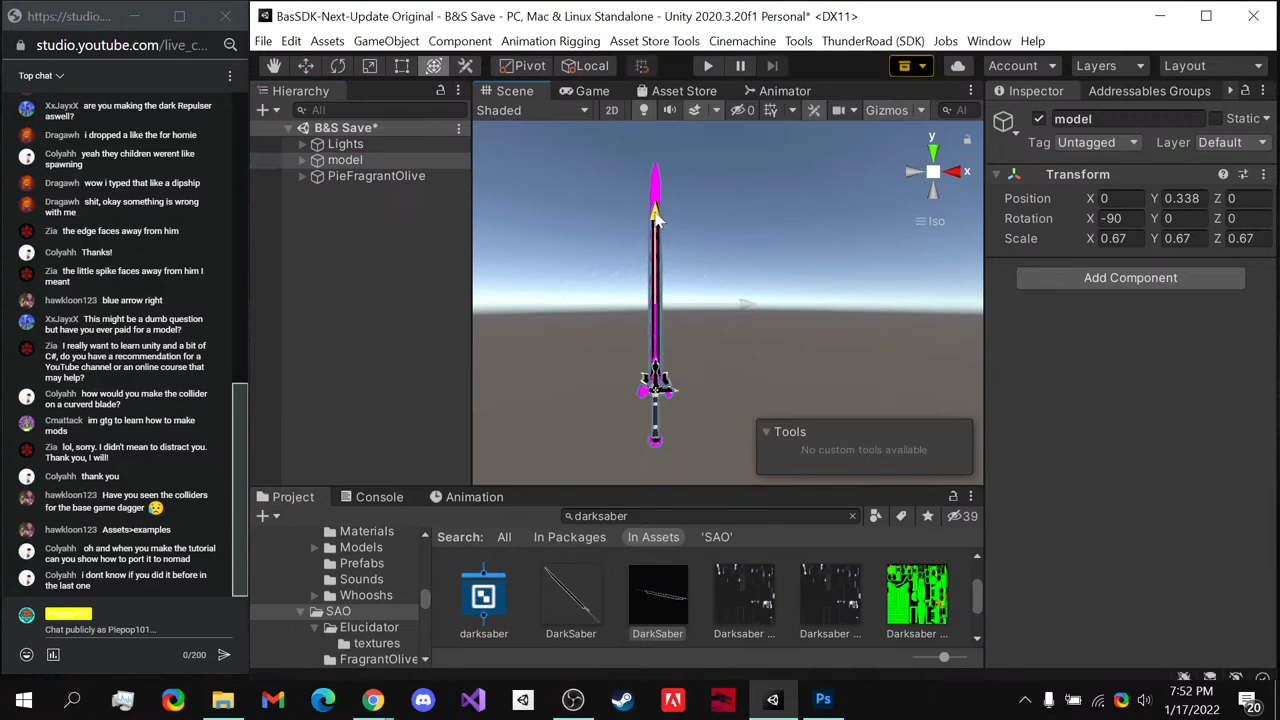 https://studio.youtube.com/live_...
studio.youtube.com/live_c...
Top chat
XxJayxX are you making the dark Repulser
aswell?
Dragawh i dropped a like the for homie
Colyahh yeah they children werent like
spawning
Dragawh wow i typed that like a dipship
Dragawh shit, okay something is wrong
with me
Zia the edge faces away from him
Colyahh Thanks!
Zia the little spike faces away from him I
meant
hawkloon123 blue arrow right
XxJayxX This might be a dumb question
but have you ever paid for a model?
Zia I really want to learn unity and a bit of
C#, do you have a recommendation for a
YouTube channel or an online course that
may help?
Colyahh how would you make the collider
on a curverd blade?
Cmattack im gtg to learn how to make
mods
Zia lol, sorry. I didn't mean to distract you.
Thank you, I will!
Colyahh thank you
hawkloon123 Have you seen the colliders
for the base game dagger
hawkloon123 Assets>examples
Colyahh oh and when you make the tutorial
can you show how to port it to nomad
Colyahh i dont know if you did it before in
the last one
Piepop101
Chat publicly as Piepop101...
0/200
BasSDK-Next-Update Original - B&S Save - PC, Mac & Linux Standalone - Unity 2020.3.20f1 Personal* <DX11>
File Edit Assets GameObject Component Animation Rigging Asset Store Tools Cinemachine Tools ThunderRoad (SDK) Jobs Window Help
Pivot Local Account Layers Layout
Hierarchy
All
B&S Save*
Lights
model
PieFragrantOlive
Scene Game Asset Store Animator
Shaded 2D 0 Gizmos Al
y
x
Iso
Tools
No custom tools available
Inspector Addressables Groups
model Static
Tag Untagged Layer Default
Transform
Position X 0 Y 0.338 Z 0
Rotation X -90 Y 0 Z 0
Scale X 0.67 Y 0.67 Z 0.67
Add Component
Project Console Animation
darksaber 39
Search: All In Packages In Assets 'SAO'
Materials
Models
Prefabs
Sounds
Whooshs
SAO
Elucidator
textures
FragrantOliv
darksaber DarkSaber DarkSaber Darksaber ... Darksaber ... Darksaber ...
Ps
7:52 PM
1/17/2022
20